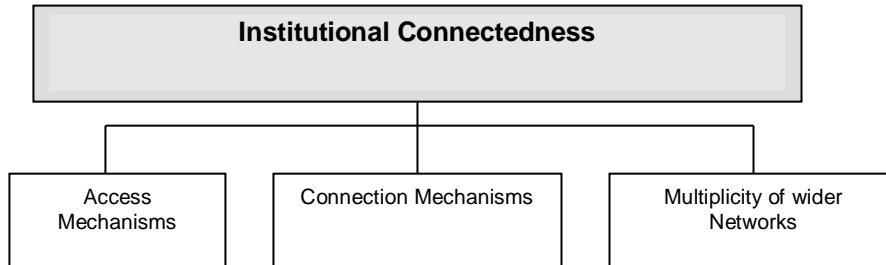 Institutional Connectedness
Access
Mechanisms
Connection Mechanisms
Multiplicity of wider
Networks